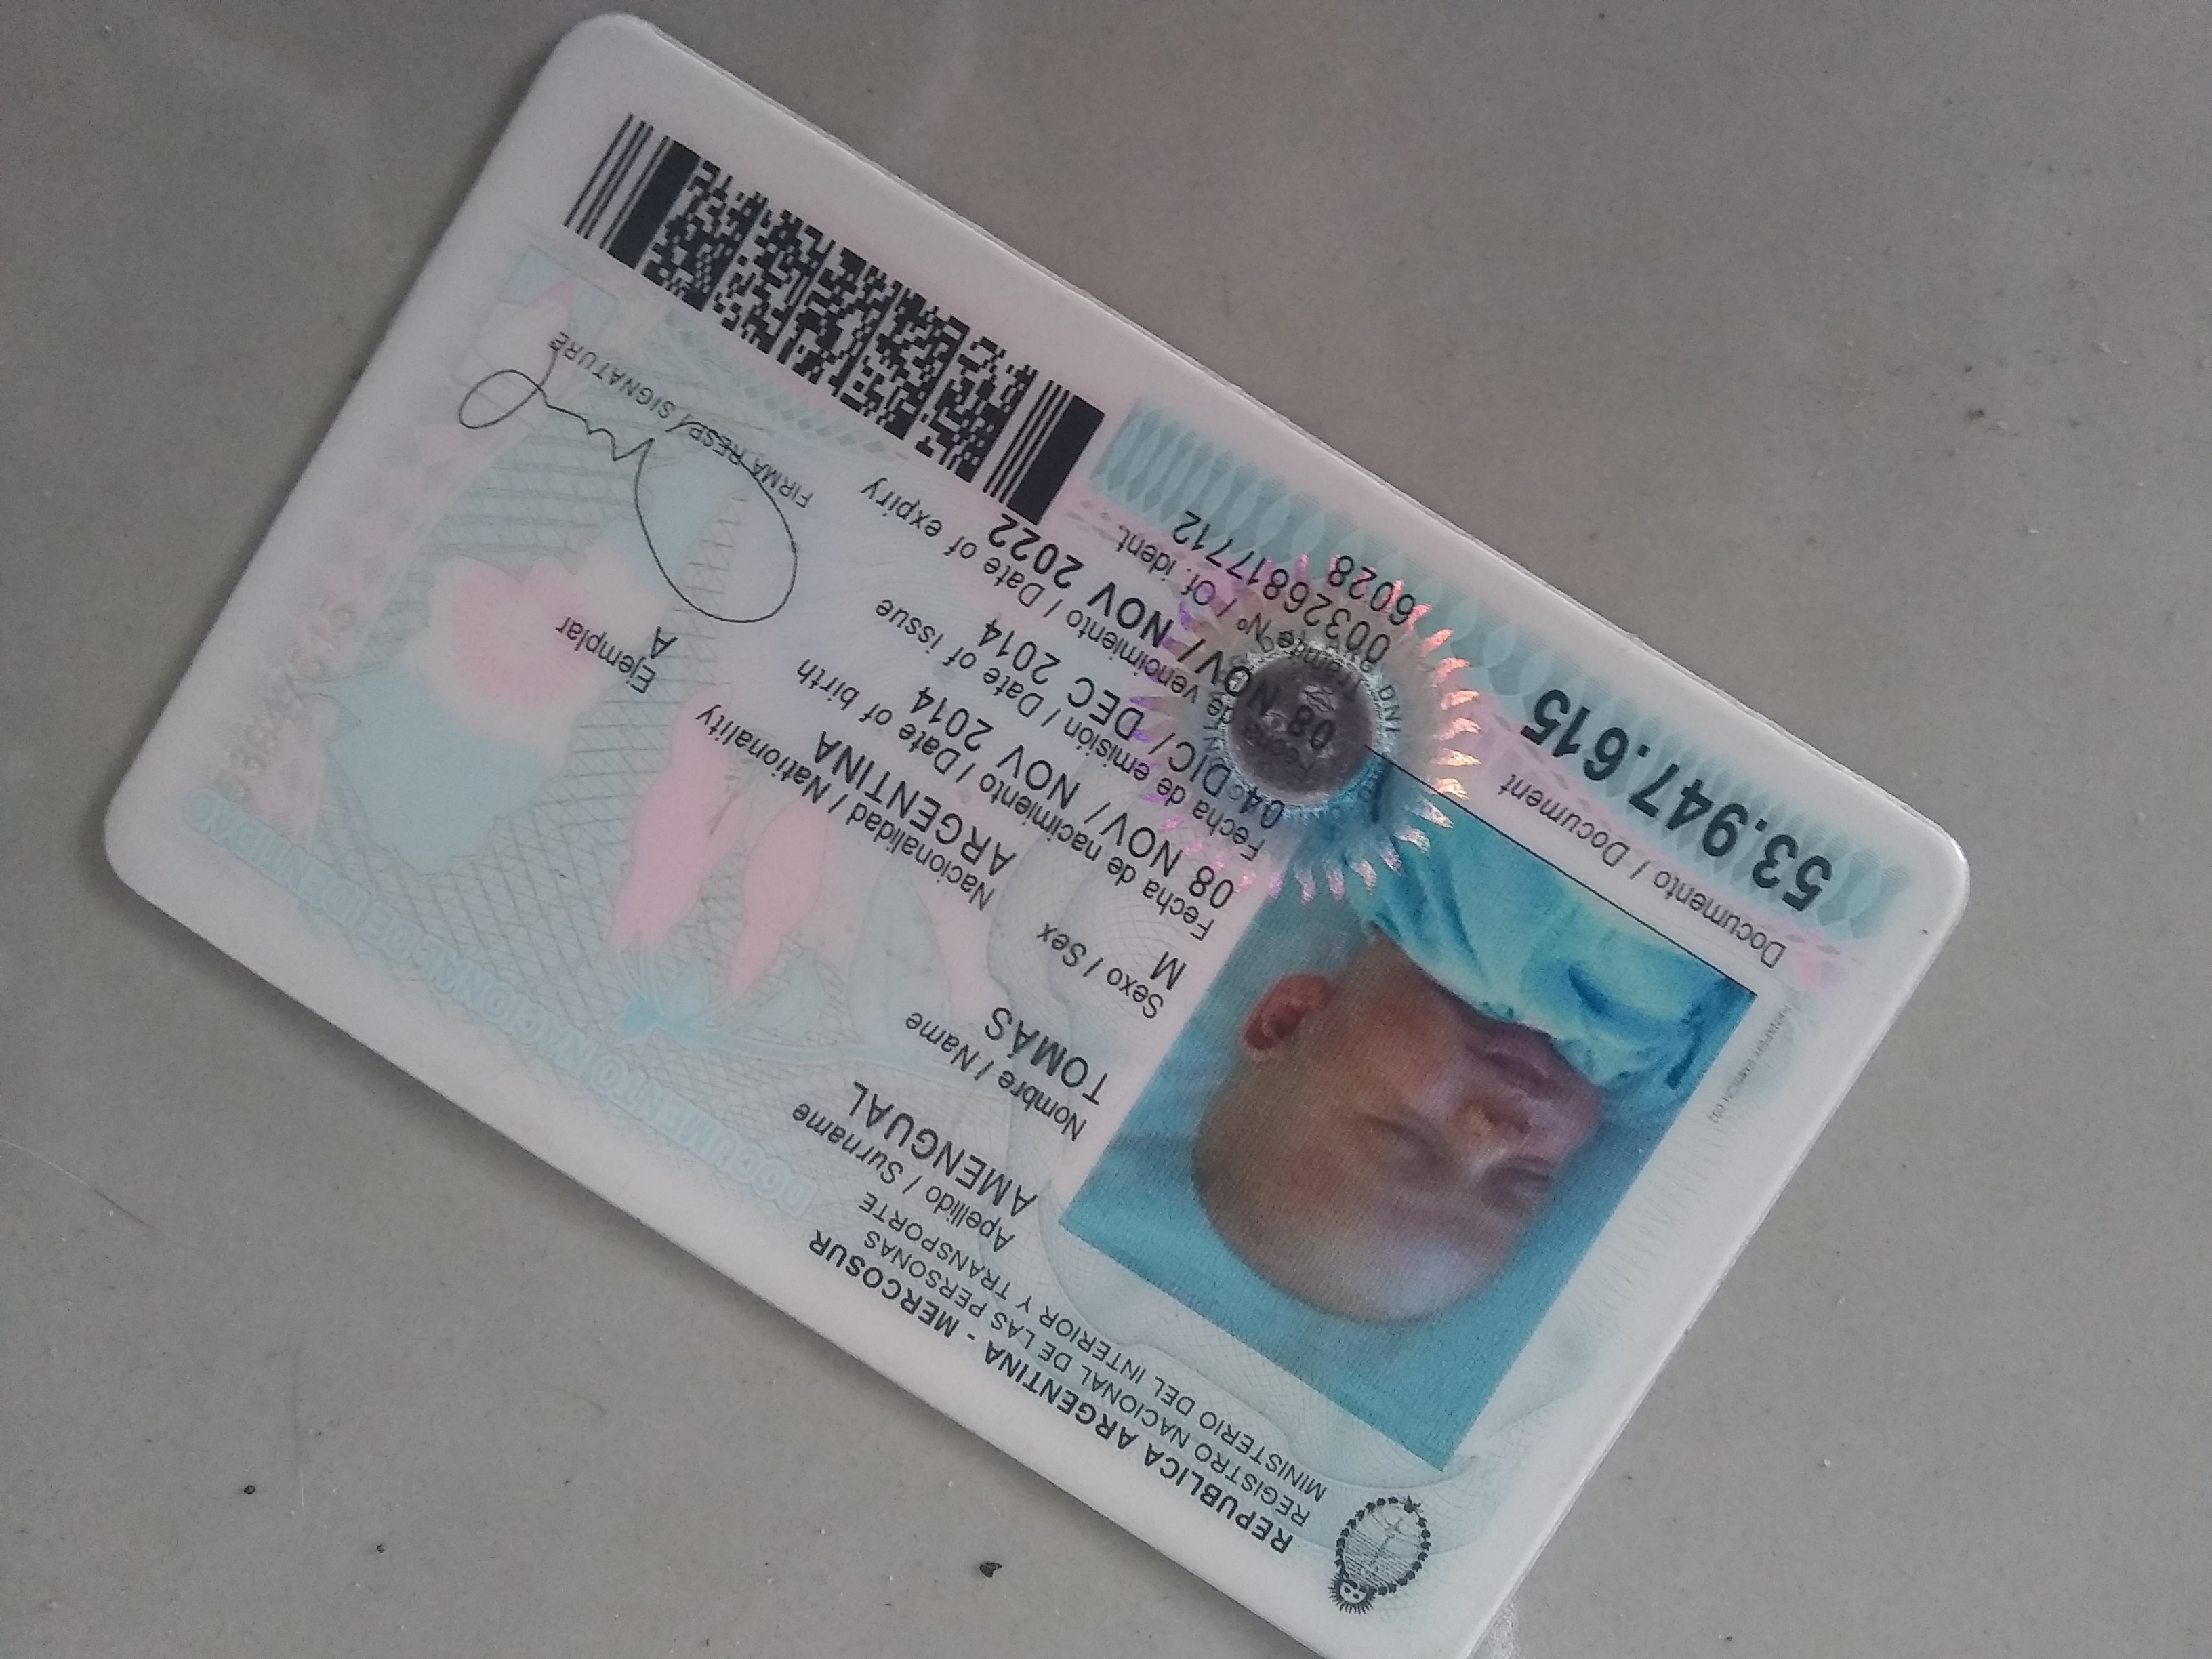 REPUBLICA ARGENTINA - MERCOSUR
REGISTRO NACIONAL DE LAS PERSONAS
MINISTERIO DEL INTERIOR Y TRANSPORTE
Apellido / Surname
AMENGUAL
Nombre / Name
TOMÁS
Sexo / Sex
M
Nacionalidad / Nationality
ARGENTINA
Ejemplar
A
Fecha de nacimiento / Date of birth
08 NOV/ NOV 2014
Fecha de emisión / Date of issue
04 DIC/ DEC 2014
Fecha de vencimiento / Date of expiry
08 NOV/ NOV 2022
FIRMA RESP/ SIGNATURE
Trámite Nº / Of. ident.
00326817712
6028
Documento / Document
53.947.615
DOCUMENTO NACIONAL DE IDENTIDAD
53947615